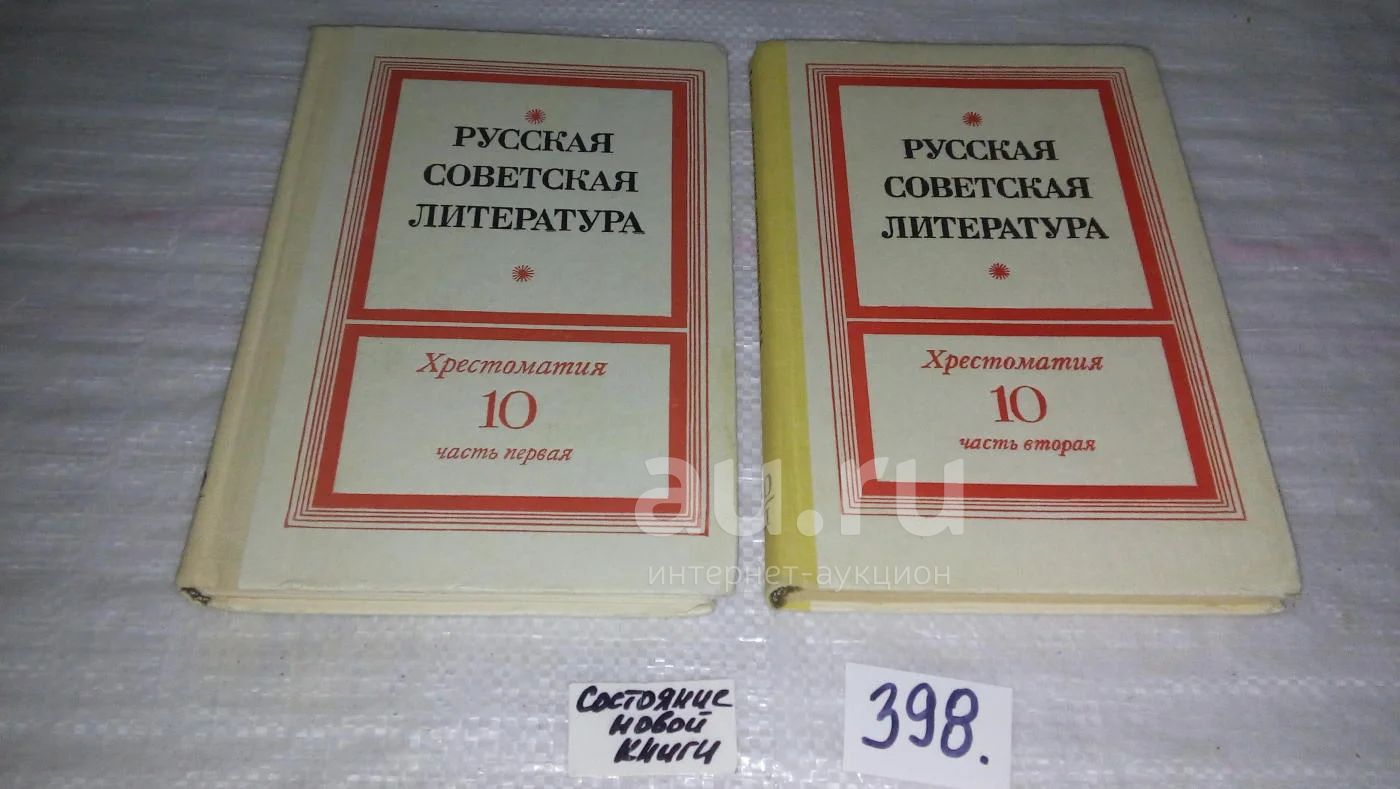 РУССКАЯ
СОВЕТСКАЯ
ЛИТЕРАТУРА
Хрестоматия
10
часть первая
РУССКАЯ
СОВЕТСКАЯ
ЛИТЕРАТУРА
Хрестоматия
10
часть вторая
au.ru
интернет-аукцион
Состояние
новой
книги
398.